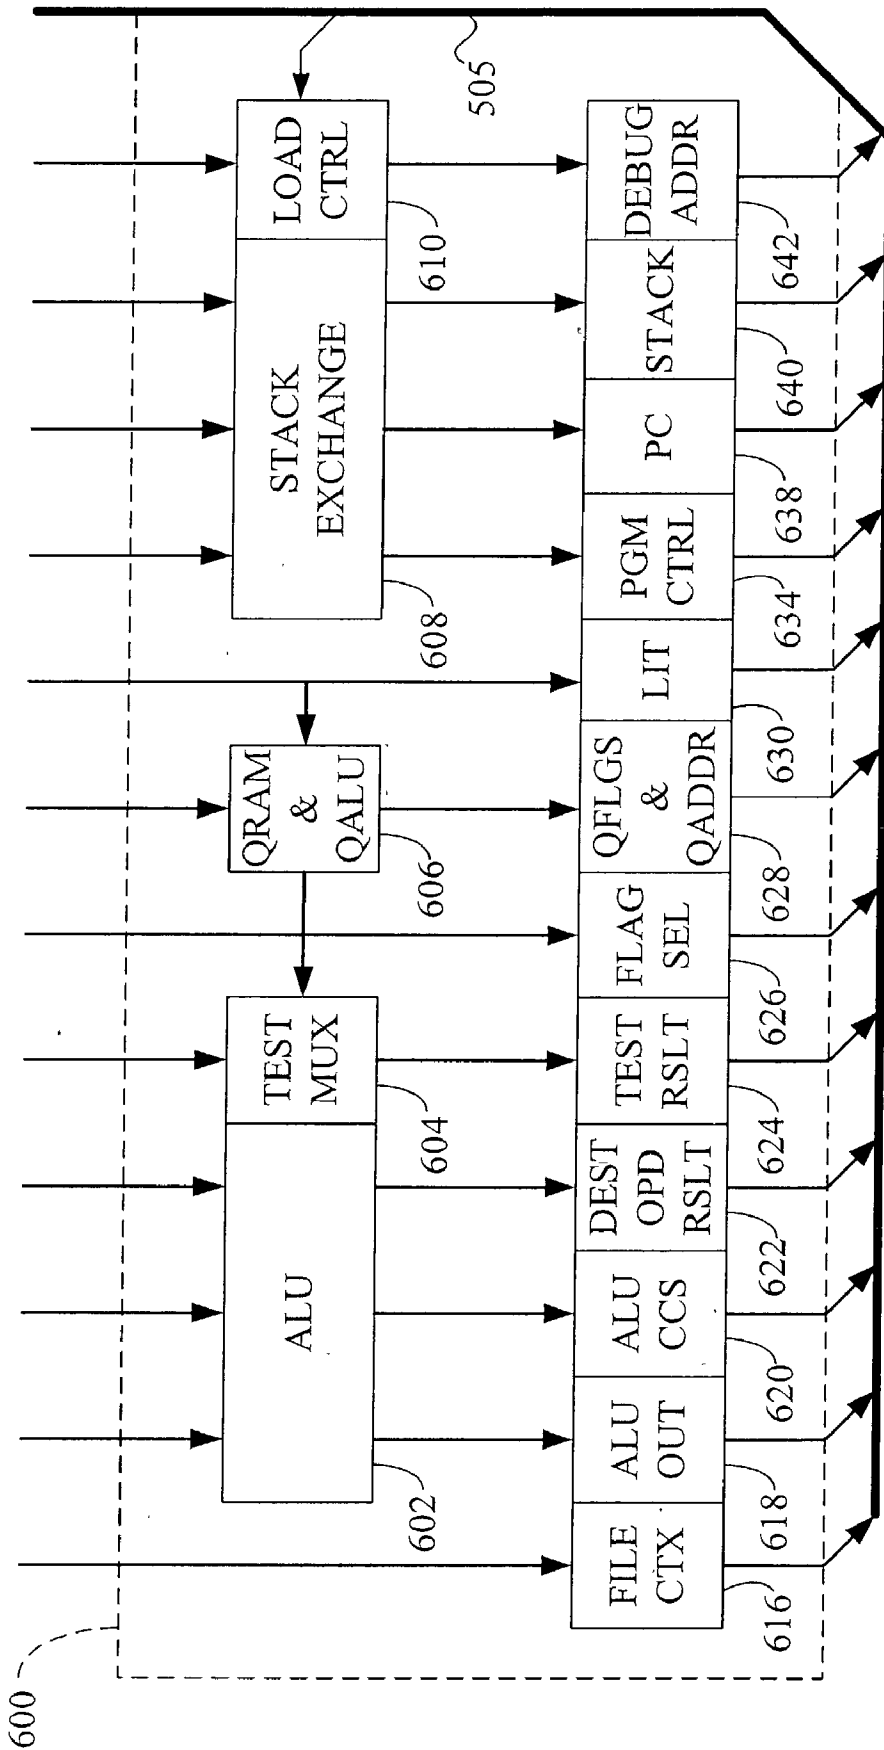 600
505
ALU
602
TEST
MUX
604
QRAM
&
QALU
606
STACK
EXCHANGE
608
LOAD
CTRL
610
FILE
CTX
616
ALU
OUT
618
ALU
CCS
620
DEST
OPD
RSLT
622
TEST
RSLT
624
FLAG
SEL
626
QFLGS
&
QADDR
628
LIT
630
PGM
CTRL
634
PC
638
STACK
640
DEBUG
ADDR
642